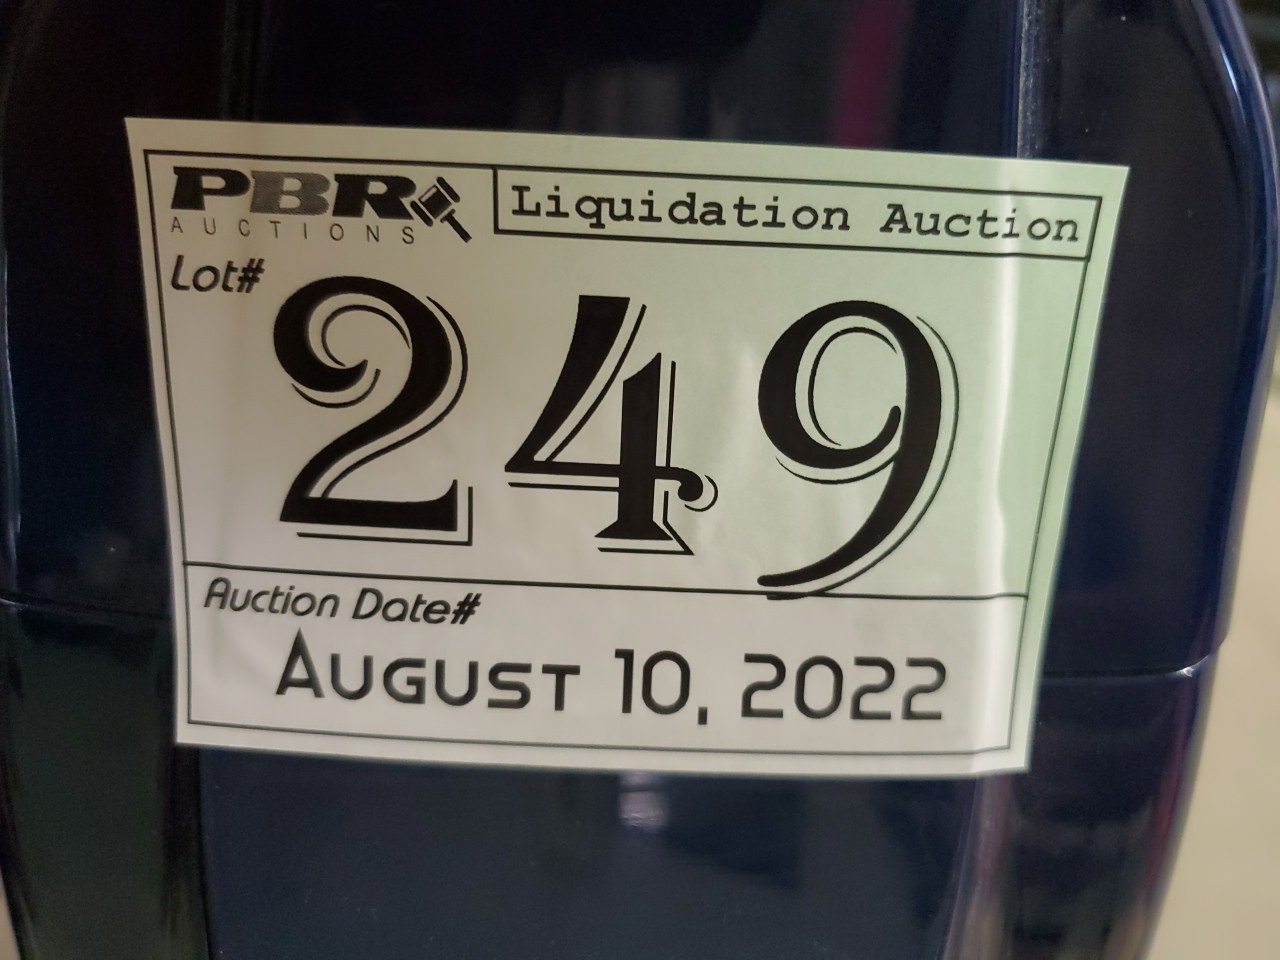 PBR
AUCTIONS
Liquidation Auction
Lot#
249
Auction Date#
August 10, 2022